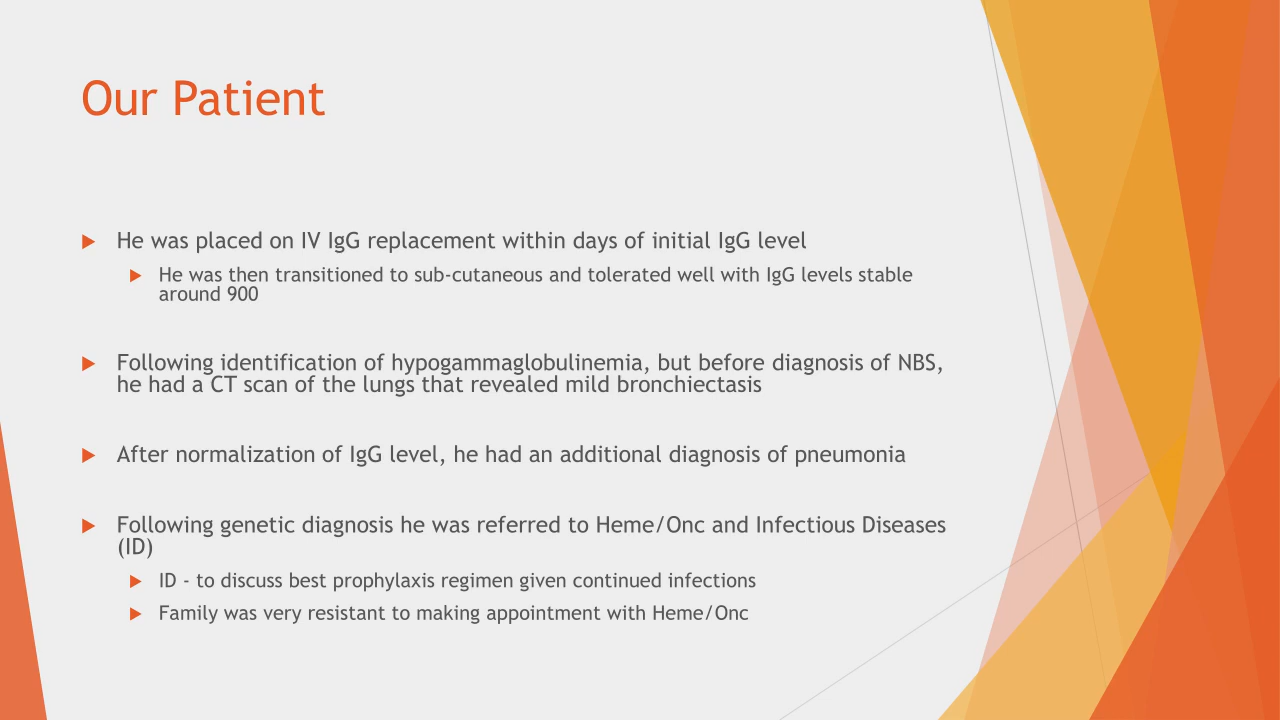 Our Patient
He was placed on IV IgG replacement within days of initial IgG level
He was then transitioned to sub-cutaneous and tolerated well with IgG levels stable
around 900
Following identification of hypogammaglobulinemia, but before diagnosis of NBS,
he had a CT scan of the lungs that revealed mild bronchiectasis
After normalization of IgG level, he had an additional diagnosis of pneumonia
Following genetic diagnosis he was referred to Heme/Onc and Infectious Diseases
(ID)
ID - to discuss best prophylaxis regimen given continued infections
Family was very resistant to making appointment with Heme/Onc